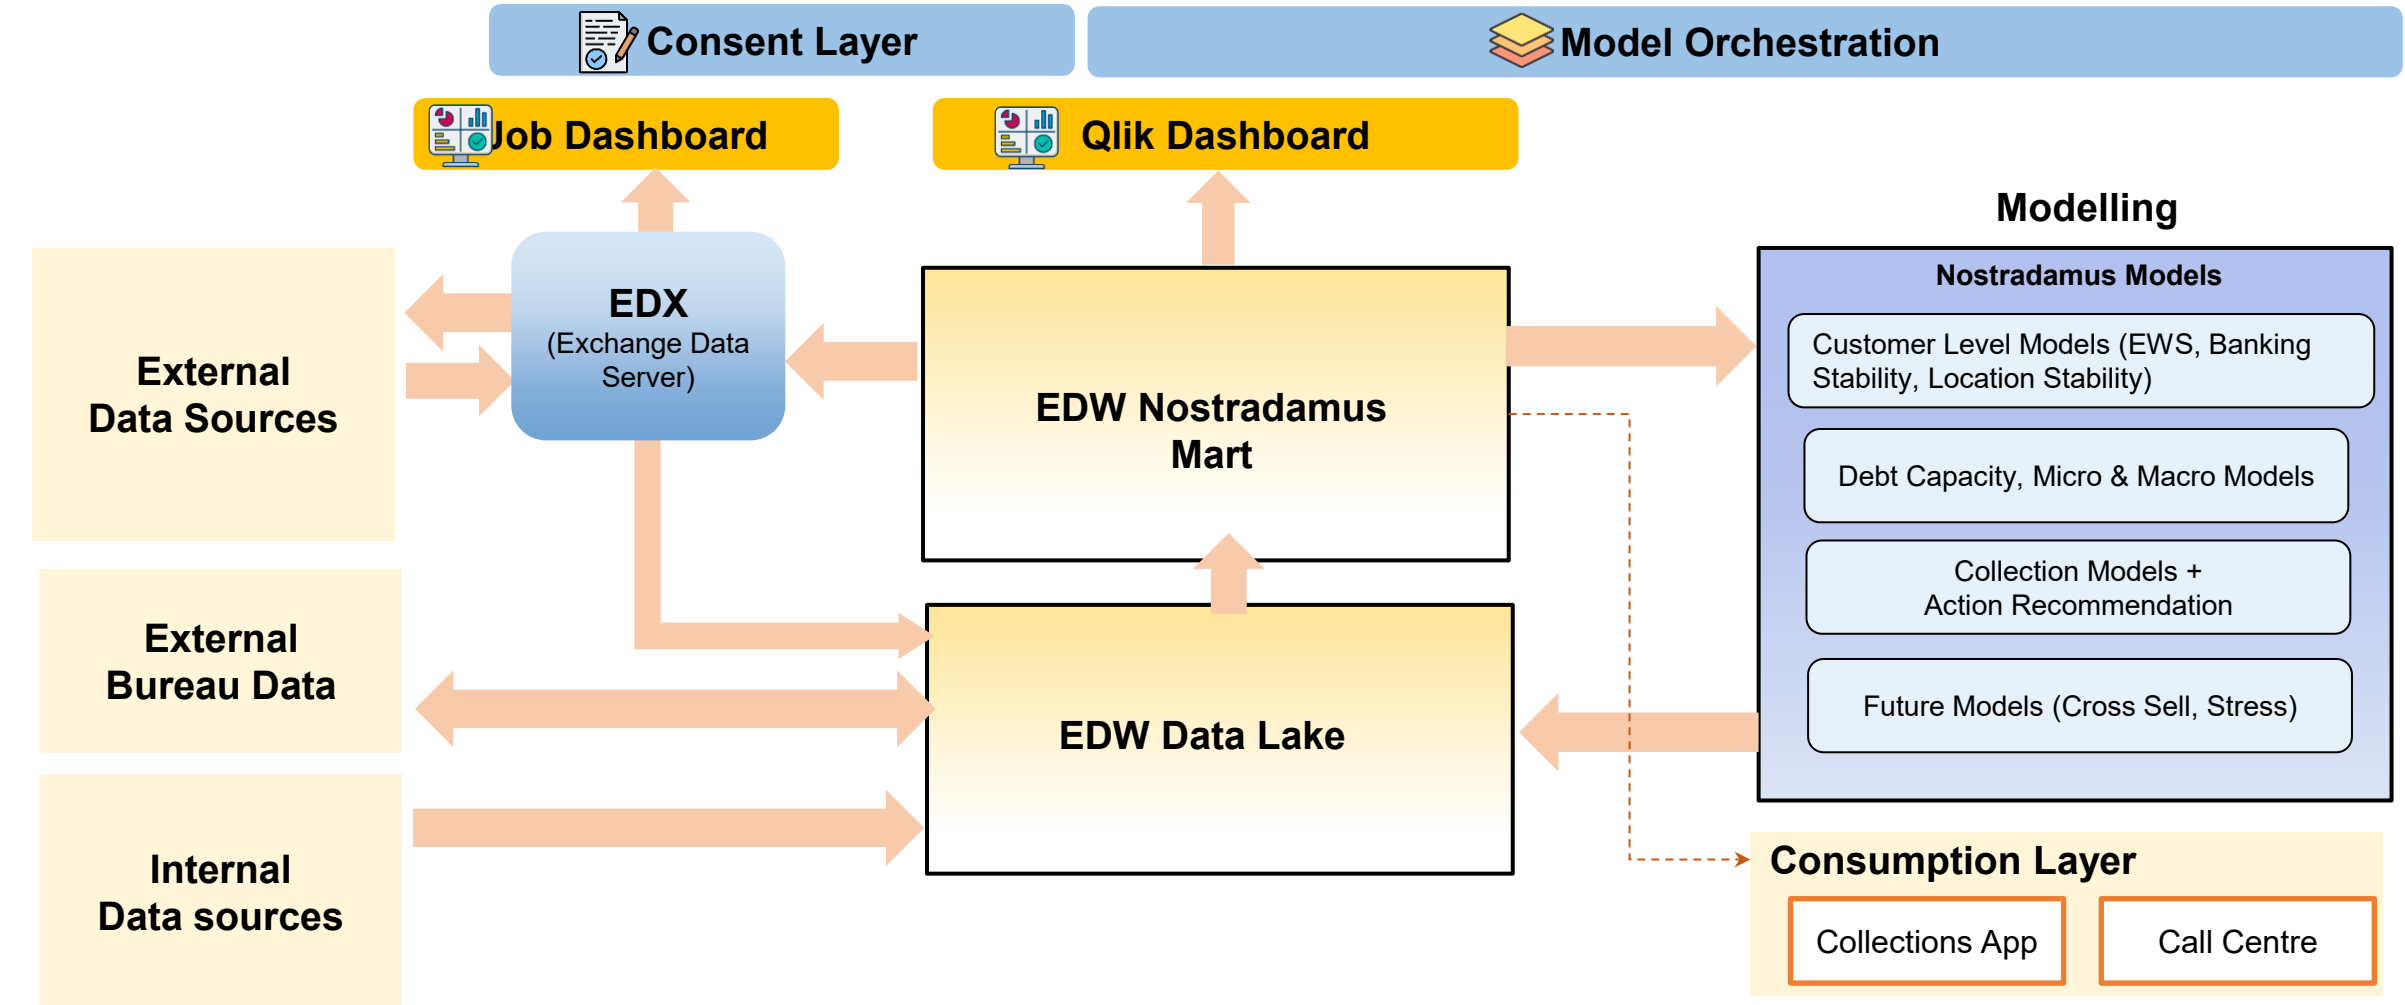 Consent Layer
Model Orchestration
Job Dashboard
Qlik Dashboard
Modelling
Nostradamus Models
EDX
(Exchange Data
Server)
External
Data Sources
Customer Level Models (EWS, Banking
Stability, Location Stability)
EDW Nostradamus
Mart
Debt Capacity, Micro & Macro Models
Collection Models +
Action Recommendation
External
Bureau Data
Future Models (Cross Sell, Stress)
EDW Data Lake
Internal
Data sources
Consumption Layer
Collections App
Call Centre